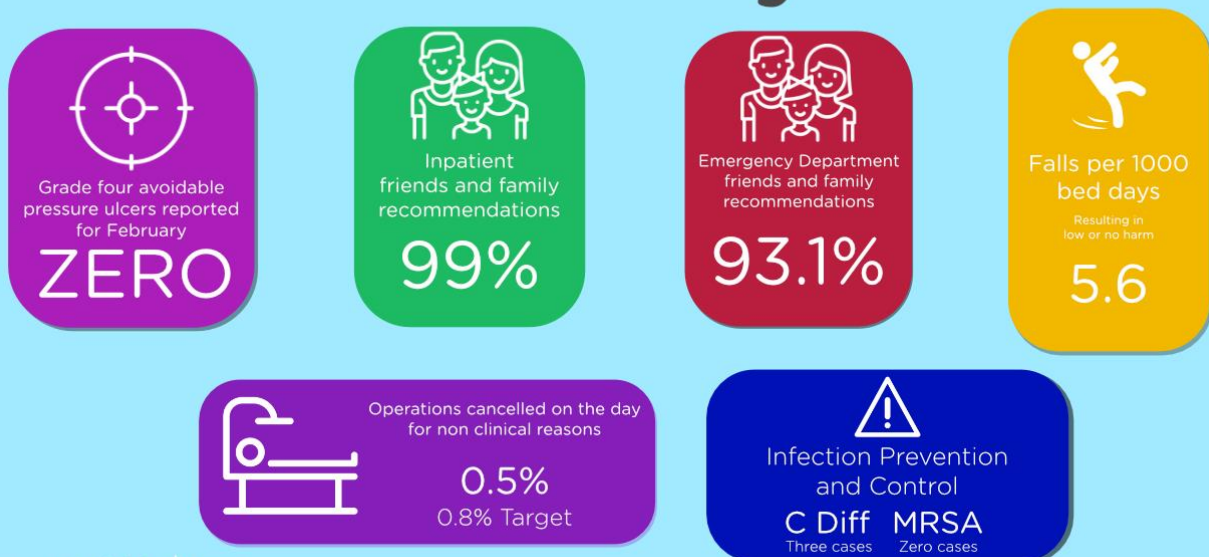 Grade four avoidable
pressure ulcers reported
for February
ZERO
Inpatient
friends and family
recommendations
99%
Emergency Department
friends and family
recommendations
93.1%
Falls per 1000
bed days
Resulting in
low or no harm
5.6
Operations cancelled on the day
for non clinical reasons
0.5%
0.8% Target
Infection Prevention
and Control
C Diff MRSA
Three cases Zero cases